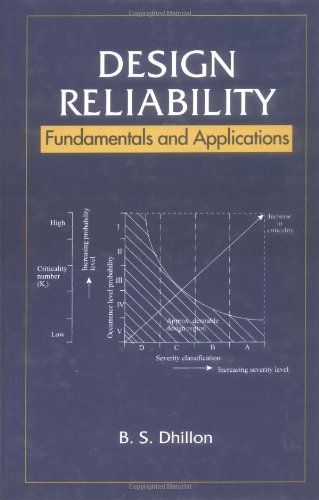 DESIGN
RELIABILITY
Fundamentals and Applications
High
Criticality
number
(Kᵢ)
Low
Increasing probability
level
Occurrence level probability
I
II
III
IV
V
Increase
in
criticality
Approx. desirable
design region
D C B A
Severity classification
Increasing severity level
B. S. Dhillon